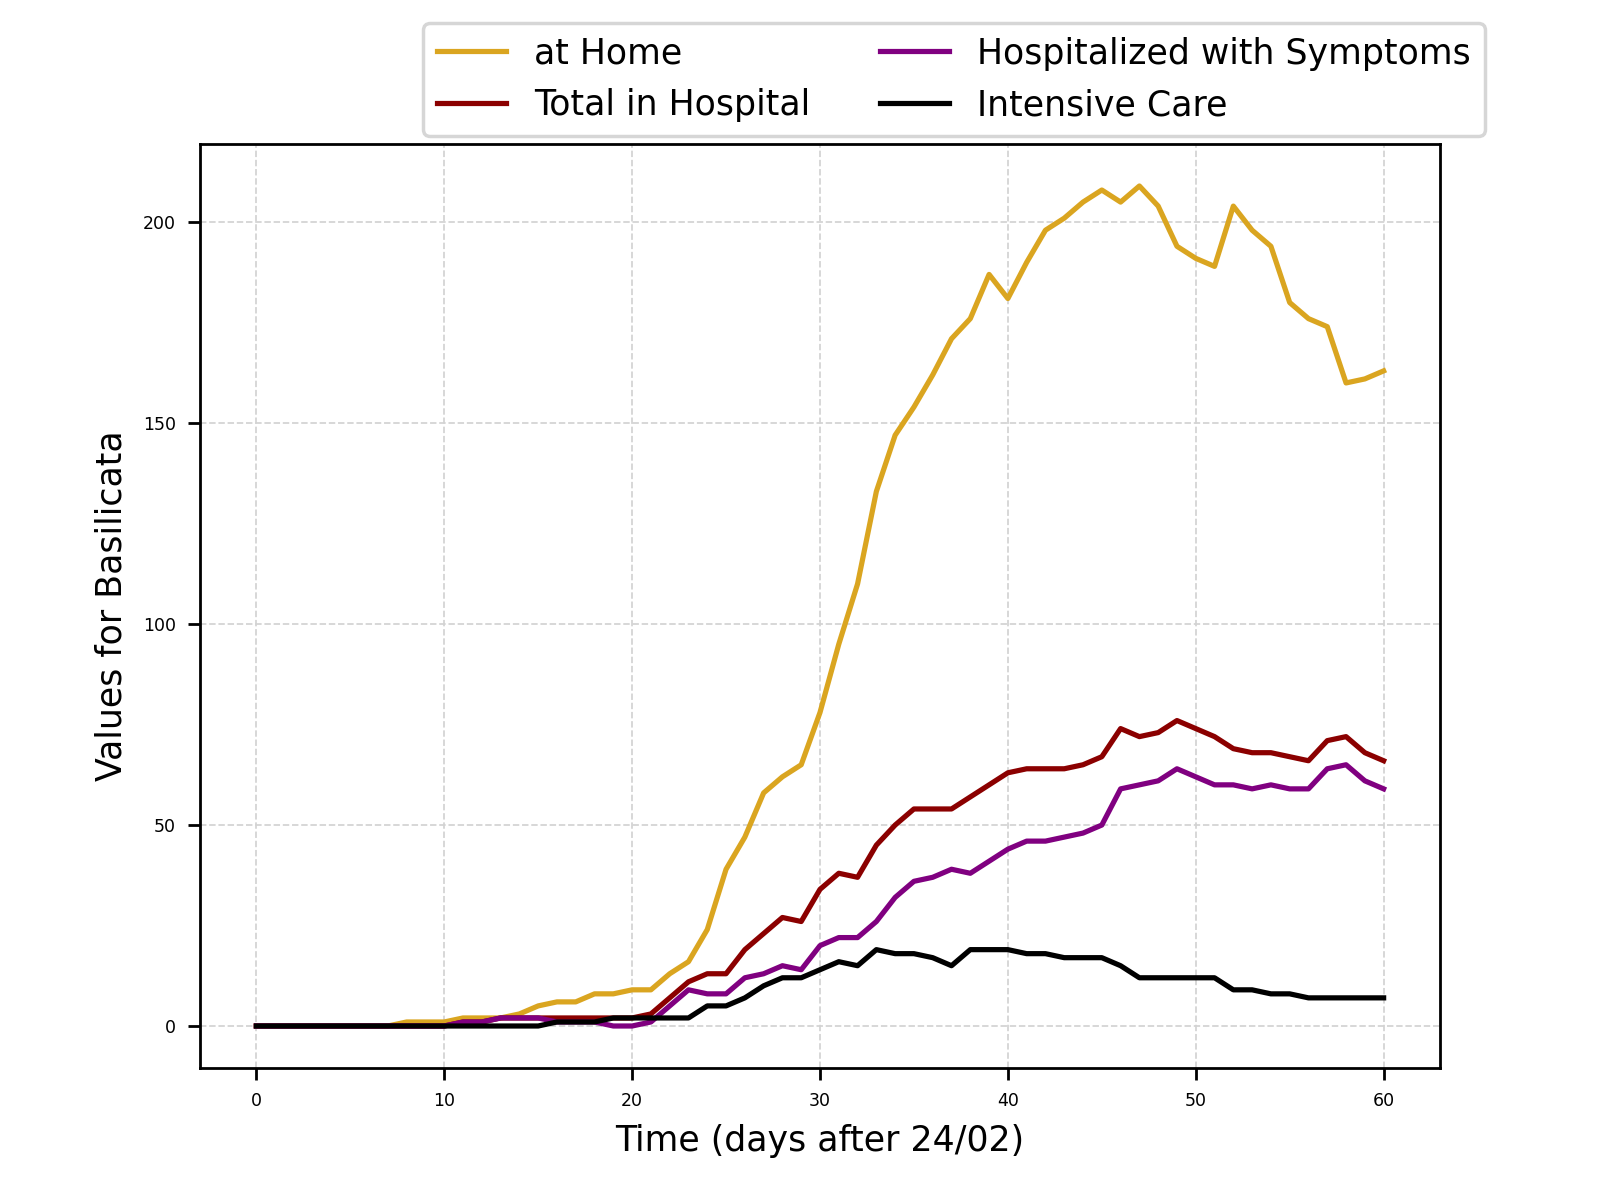 at Home
Total in Hospital
Hospitalized with Symptoms
Intensive Care
Values for Basilicata
200
150
100
50
0
0 10 20 30 40 50 60
Time (days after 24/02)